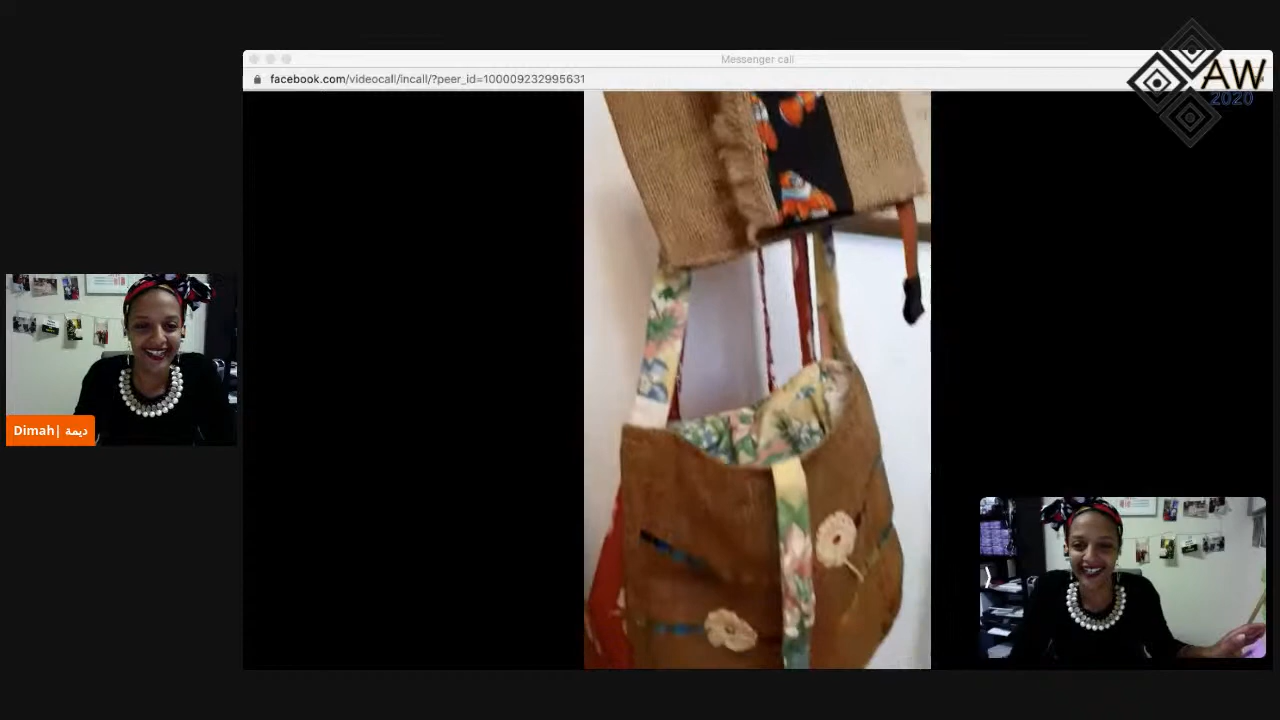 Messenger call
facebook.com/videocall/incall/?peer_id=100009232995631
AW
2020
Dimah| ديمة